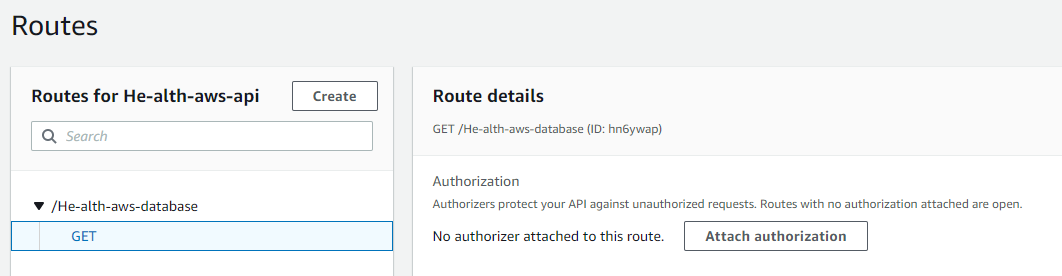 Routes
Routes for He-alth-aws-api
Create
Search
/He-alth-aws-database
GET
Route details
GET /He-alth-aws-database (ID: hn6ywap)
Authorization
Authorizers protect your API against unauthorized requests. Routes with no authorization attached are open.
No authorizer attached to this route.
Attach authorization